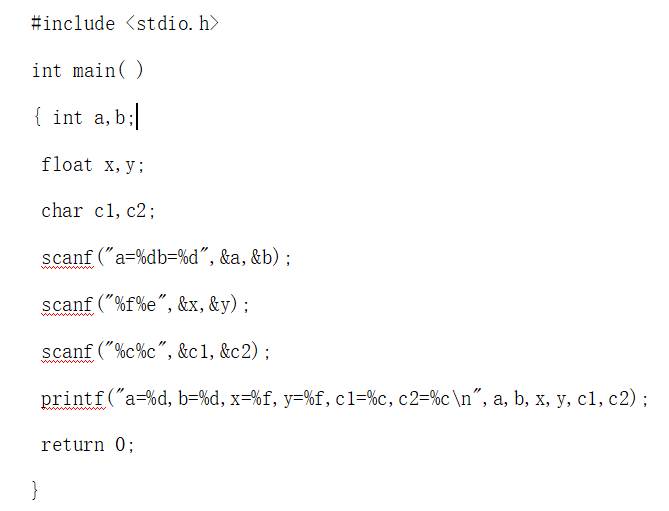 #include <stdio.h>
int main( )
{ int a,b;
float x,y;
char c1,c2;
scanf("a=%db=%d",&a,&b);
scanf("%f%e",&x,&y);
scanf("%c%c",&c1,&c2);
printf("a=%d,b=%d,x=%f,y=%f,c1=%c,c2=%c\n",a,b,x,y,c1,c2);
return 0;
}